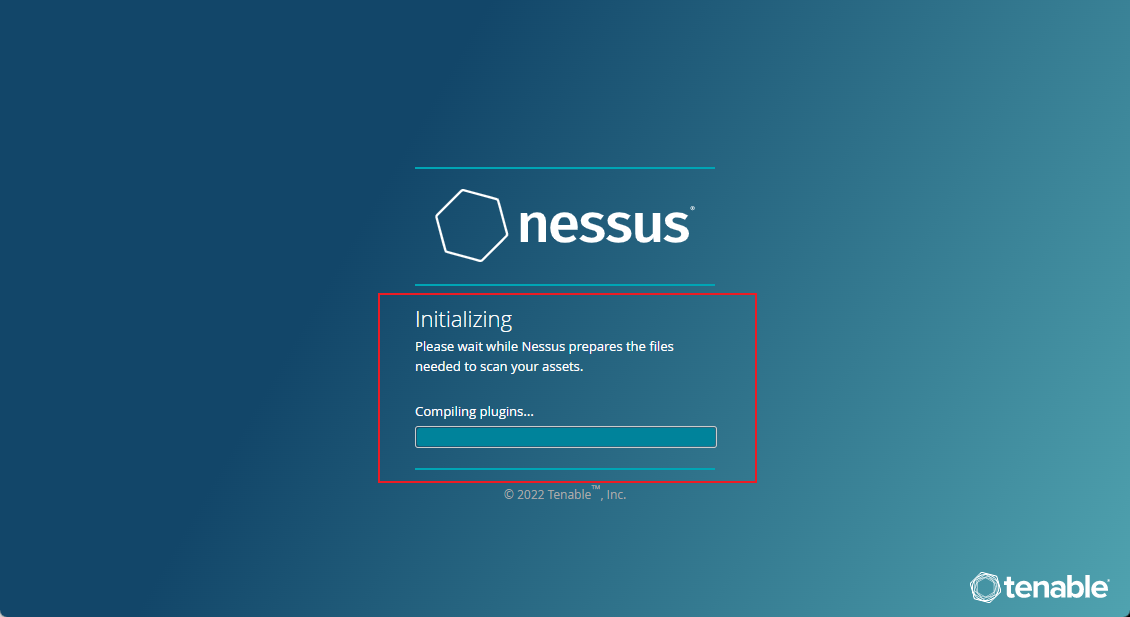 nessus®
Initializing
Please wait while Nessus prepares the files
needed to scan your assets.
Compiling plugins...
© 2022 Tenable™, Inc.
tenable®